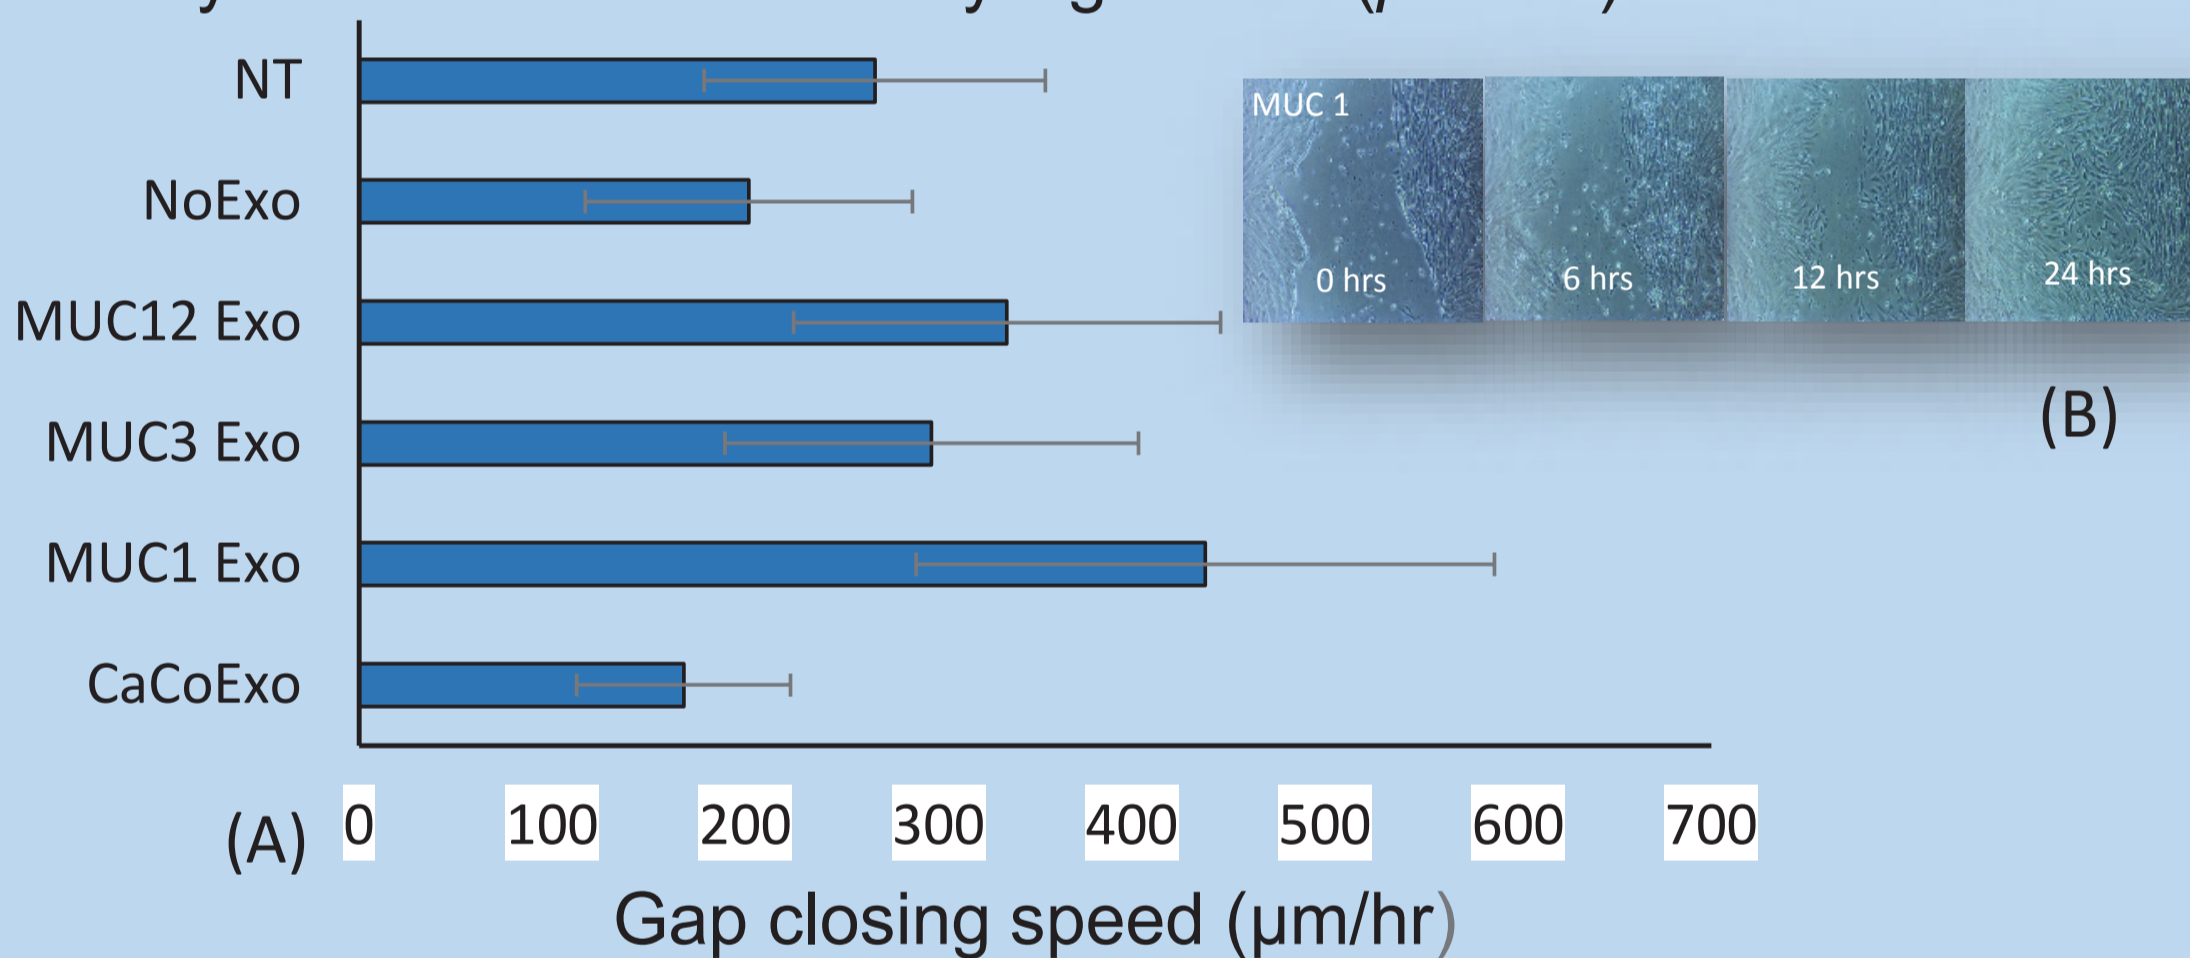 NT
NoExo
MUC12 Exo
MUC3 Exo
MUC1 Exo
CaCoExo
0 100 200 300 400 500 600 700
(A)
Gap closing speed (μm/hr)
MUC 1
0 hrs
6 hrs
12 hrs
24 hrs
(B)